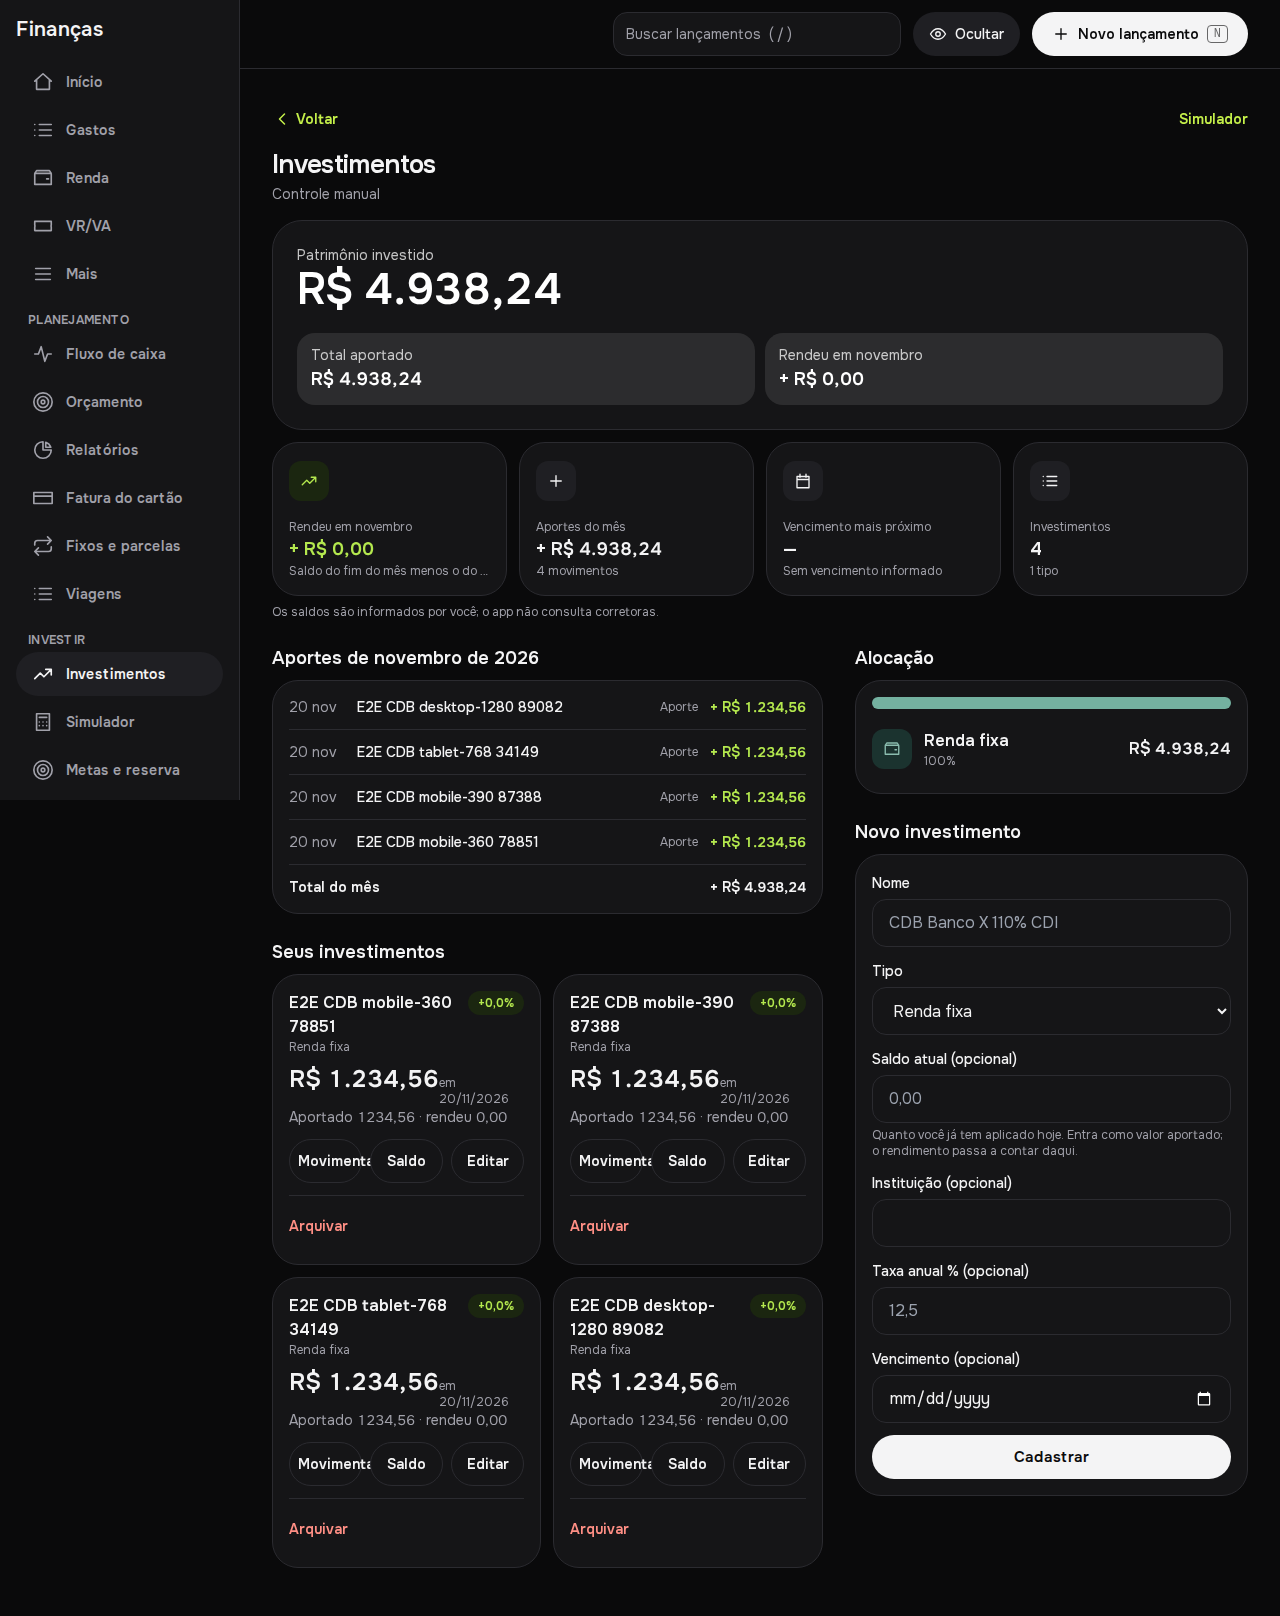 Finanças
Início
Gastos
Renda
VR/VA
Mais
PLANEJAMENTO
Fluxo de caixa
Orçamento
Relatórios
Fatura do cartão
Fixos e parcelas
Viagens
INVESTIR
Investimentos
Simulador
Metas e reserva
Buscar lançamentos ( / )
Ocultar
Novo lançamento N
Voltar
Simulador
Investimentos
Controle manual
Patrimônio investido
R$ 4.938,24
Total aportado
R$ 4.938,24
Rendeu em novembro
+ R$ 0,00
Rendeu em novembro
+ R$ 0,00
Saldo do fim do mês menos o do ...
Aportes do mês
+ R$ 4.938,24
4 movimentos
Vencimento mais próximo
—
Sem vencimento informado
Investimentos
4
1 tipo
Os saldos são informados por você; o app não consulta corretoras.
Aportes de novembro de 2026
20 nov E2E CDB desktop-1280 89082 Aporte + R$ 1.234,56
20 nov E2E CDB tablet-768 34149 Aporte + R$ 1.234,56
20 nov E2E CDB mobile-390 87388 Aporte + R$ 1.234,56
20 nov E2E CDB mobile-360 78851 Aporte + R$ 1.234,56
Total do mês + R$ 4.938,24
Seus investimentos
E2E CDB mobile-360 +0,0%
78851
Renda fixa
R$ 1.234,56 em
20/11/2026
Aportado 1234,56 · rendeu 0,00
Movimenta Saldo Editar
Arquivar
E2E CDB mobile-390 +0,0%
87388
Renda fixa
R$ 1.234,56 em
20/11/2026
Aportado 1234,56 · rendeu 0,00
Movimenta Saldo Editar
Arquivar
E2E CDB tablet-768 +0,0%
34149
Renda fixa
R$ 1.234,56 em
20/11/2026
Aportado 1234,56 · rendeu 0,00
Movimenta Saldo Editar
Arquivar
E2E CDB desktop- +0,0%
1280 89082
Renda fixa
R$ 1.234,56 em
20/11/2026
Aportado 1234,56 · rendeu 0,00
Movimenta Saldo Editar
Arquivar
Alocação
Renda fixa R$ 4.938,24
100%
Novo investimento
Nome
CDB Banco X 110% CDI
Tipo
Renda fixa
Saldo atual (opcional)
0,00
Quanto você já tem aplicado hoje. Entra como valor aportado;
o rendimento passa a contar daqui.
Instituição (opcional)
Taxa anual % (opcional)
12,5
Vencimento (opcional)
mm/dd/yyyy
Cadastrar